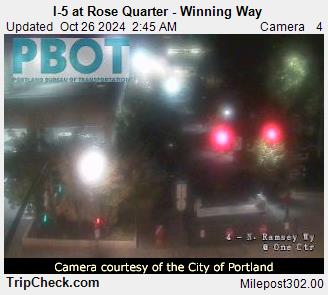 I-5 at Rose Quarter - Winning Way
Updated Oct 26 2024 2:45 AM Camera 4
PBOT
PORTLAND BUREAU OF TRANSPORTATION
4 - N. Ramsey Wy
@ One Ctr
Camera courtesy of the City of Portland
TripCheck.com Milepost302.00